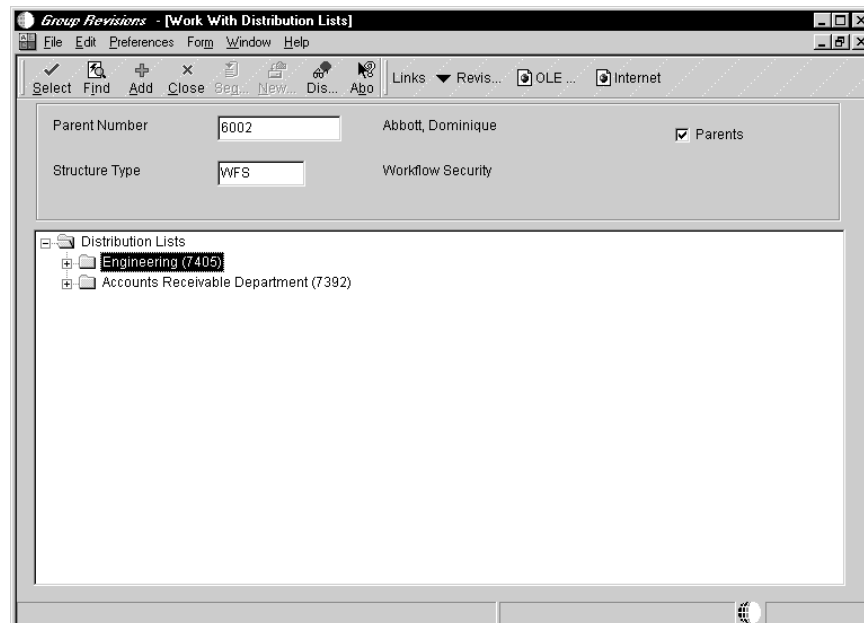 Group Revisions - [Work With Distribution Lists]
File Edit Preferences Form Window Help
Select Find Add Close Seq... New... Dis... Abo Links Revis... OLE ... Internet
Parent Number 6002 Abbott, Dominique Parents
Structure Type WFS Workflow Security
Distribution Lists
Engineering (7405)
Accounts Receivable Department (7392)